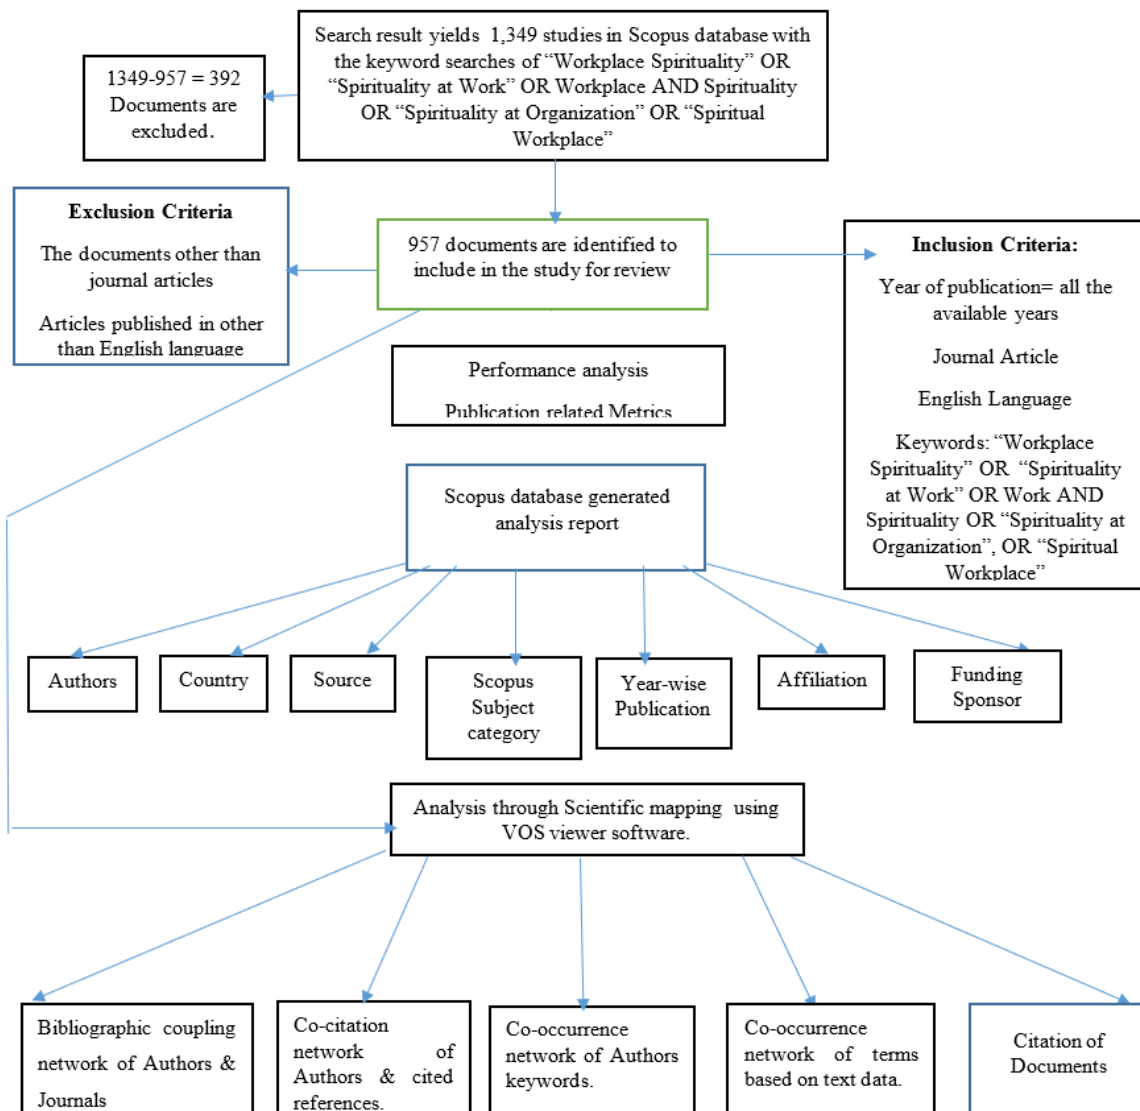 Search result yields 1,349 studies in Scopus database with
the keyword searches of “Workplace Spirituality” OR
“Spirituality at Work” OR Workplace AND Spirituality
OR “Spirituality at Organization” OR “Spiritual
Workplace”
1349-957 = 392
Documents are
excluded.
Exclusion Criteria
The documents other than
journal articles
Articles published in other
than English language
957 documents are identified to
include in the study for review
Inclusion Criteria:
Year of publication= all the
available years
Journal Article
English Language
Keywords: “Workplace
Spirituality” OR “Spirituality
at Work” OR Work AND
Spirituality OR “Spirituality at
Organization”, OR “Spiritual
Workplace”
Performance analysis
Publication related Metrics
Scopus database generated
analysis report
Authors
Country
Source
Scopus
Subject
category
Year-wise
Publication
Affiliation
Funding
Sponsor
Analysis through Scientific mapping using
VOS viewer software.
Bibliographic coupling
network of Authors &
Journals
Co-citation
network of
Authors & cited
references.
Co-occurrence
network of Authors
keywords.
Co-occurrence
network of terms
based on text data.
Citation of
Documents